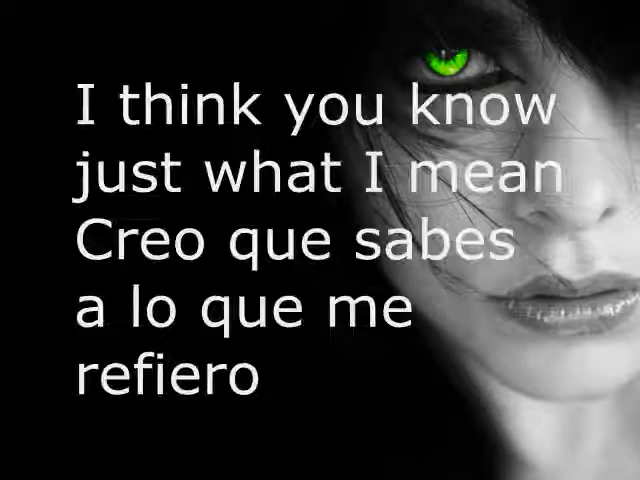 I think you know
just what I mean
Creo que sabes
a lo que me
refiero